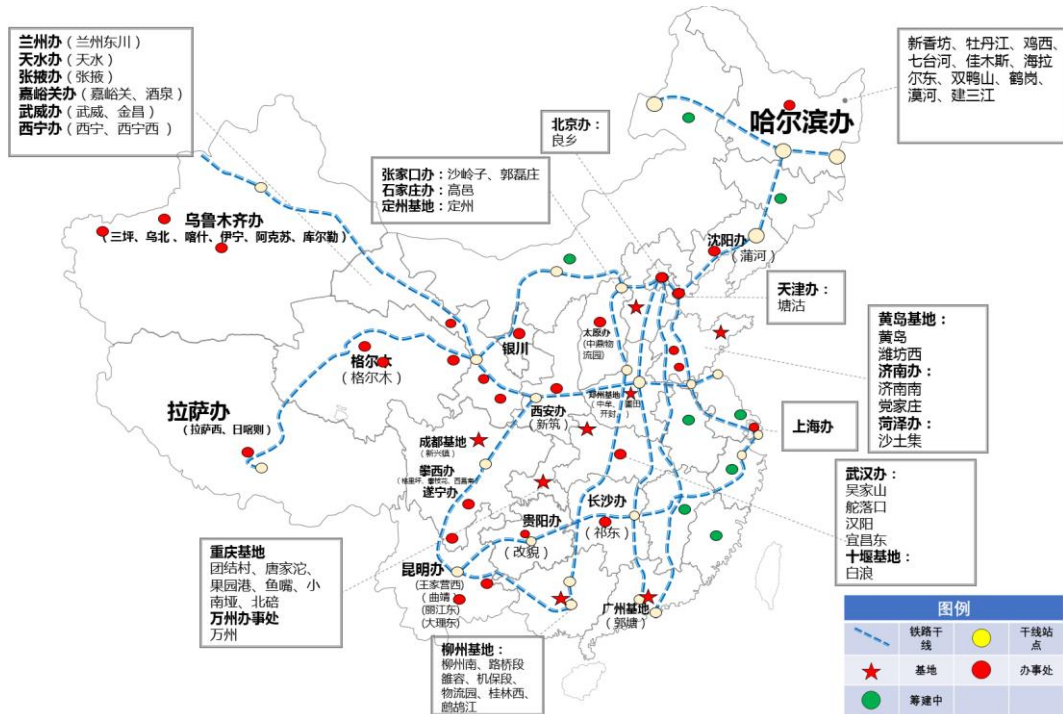 兰州办（兰州东川）
天水办（天水）
张掖办（张掖）
嘉峪关办（嘉峪关、酒泉）
武威办（武威、金昌）
西宁办（西宁、西宁西）
新香坊、牡丹江、鸡西、
七台河、佳木斯、海拉
尔东、双鸭山、鹤岗、
漠河、建三江
哈尔滨办
北京办：
良乡
张家口办：沙岭子、郭磊庄
石家庄办：高邑
定州基地：定州
乌鲁木齐办
（三坪、乌北、喀什、伊宁、阿克苏、库尔勒）
沈阳办
（蒲河）
天津办：
塘沽
黄岛基地：
黄岛
潍坊西
济南办：
济南南
党家庄
菏泽办：
沙土集
太原办
（中鼎物
流园）
银川
格尔木
（格尔木）
郑州基地
（中牟、圃田
开封
西安办
（新筑）
拉萨办
（拉萨西、日喀则）
上海办
成都基地
（新兴镇）
攀西办
遂宁办
长沙办
（祁东）
贵阳办
（改貌）
武汉办：
吴家山
舵落口
汉阳
宜昌东
十堰基地：
白浪
重庆基地
团结村、唐家沱、
果园港、鱼嘴、小
南垭、北碚
万州办事处
万州
昆明办
（王家营西）
（曲靖）
（丽江东）
（大理东）
广州基地
（郭塘）
柳州基地：
柳州南、路桥段
雒容、机保段、
物流园、桂林西、
鹧鸪江
图例
铁路干线
干线站点
基地
办事处
筹建中